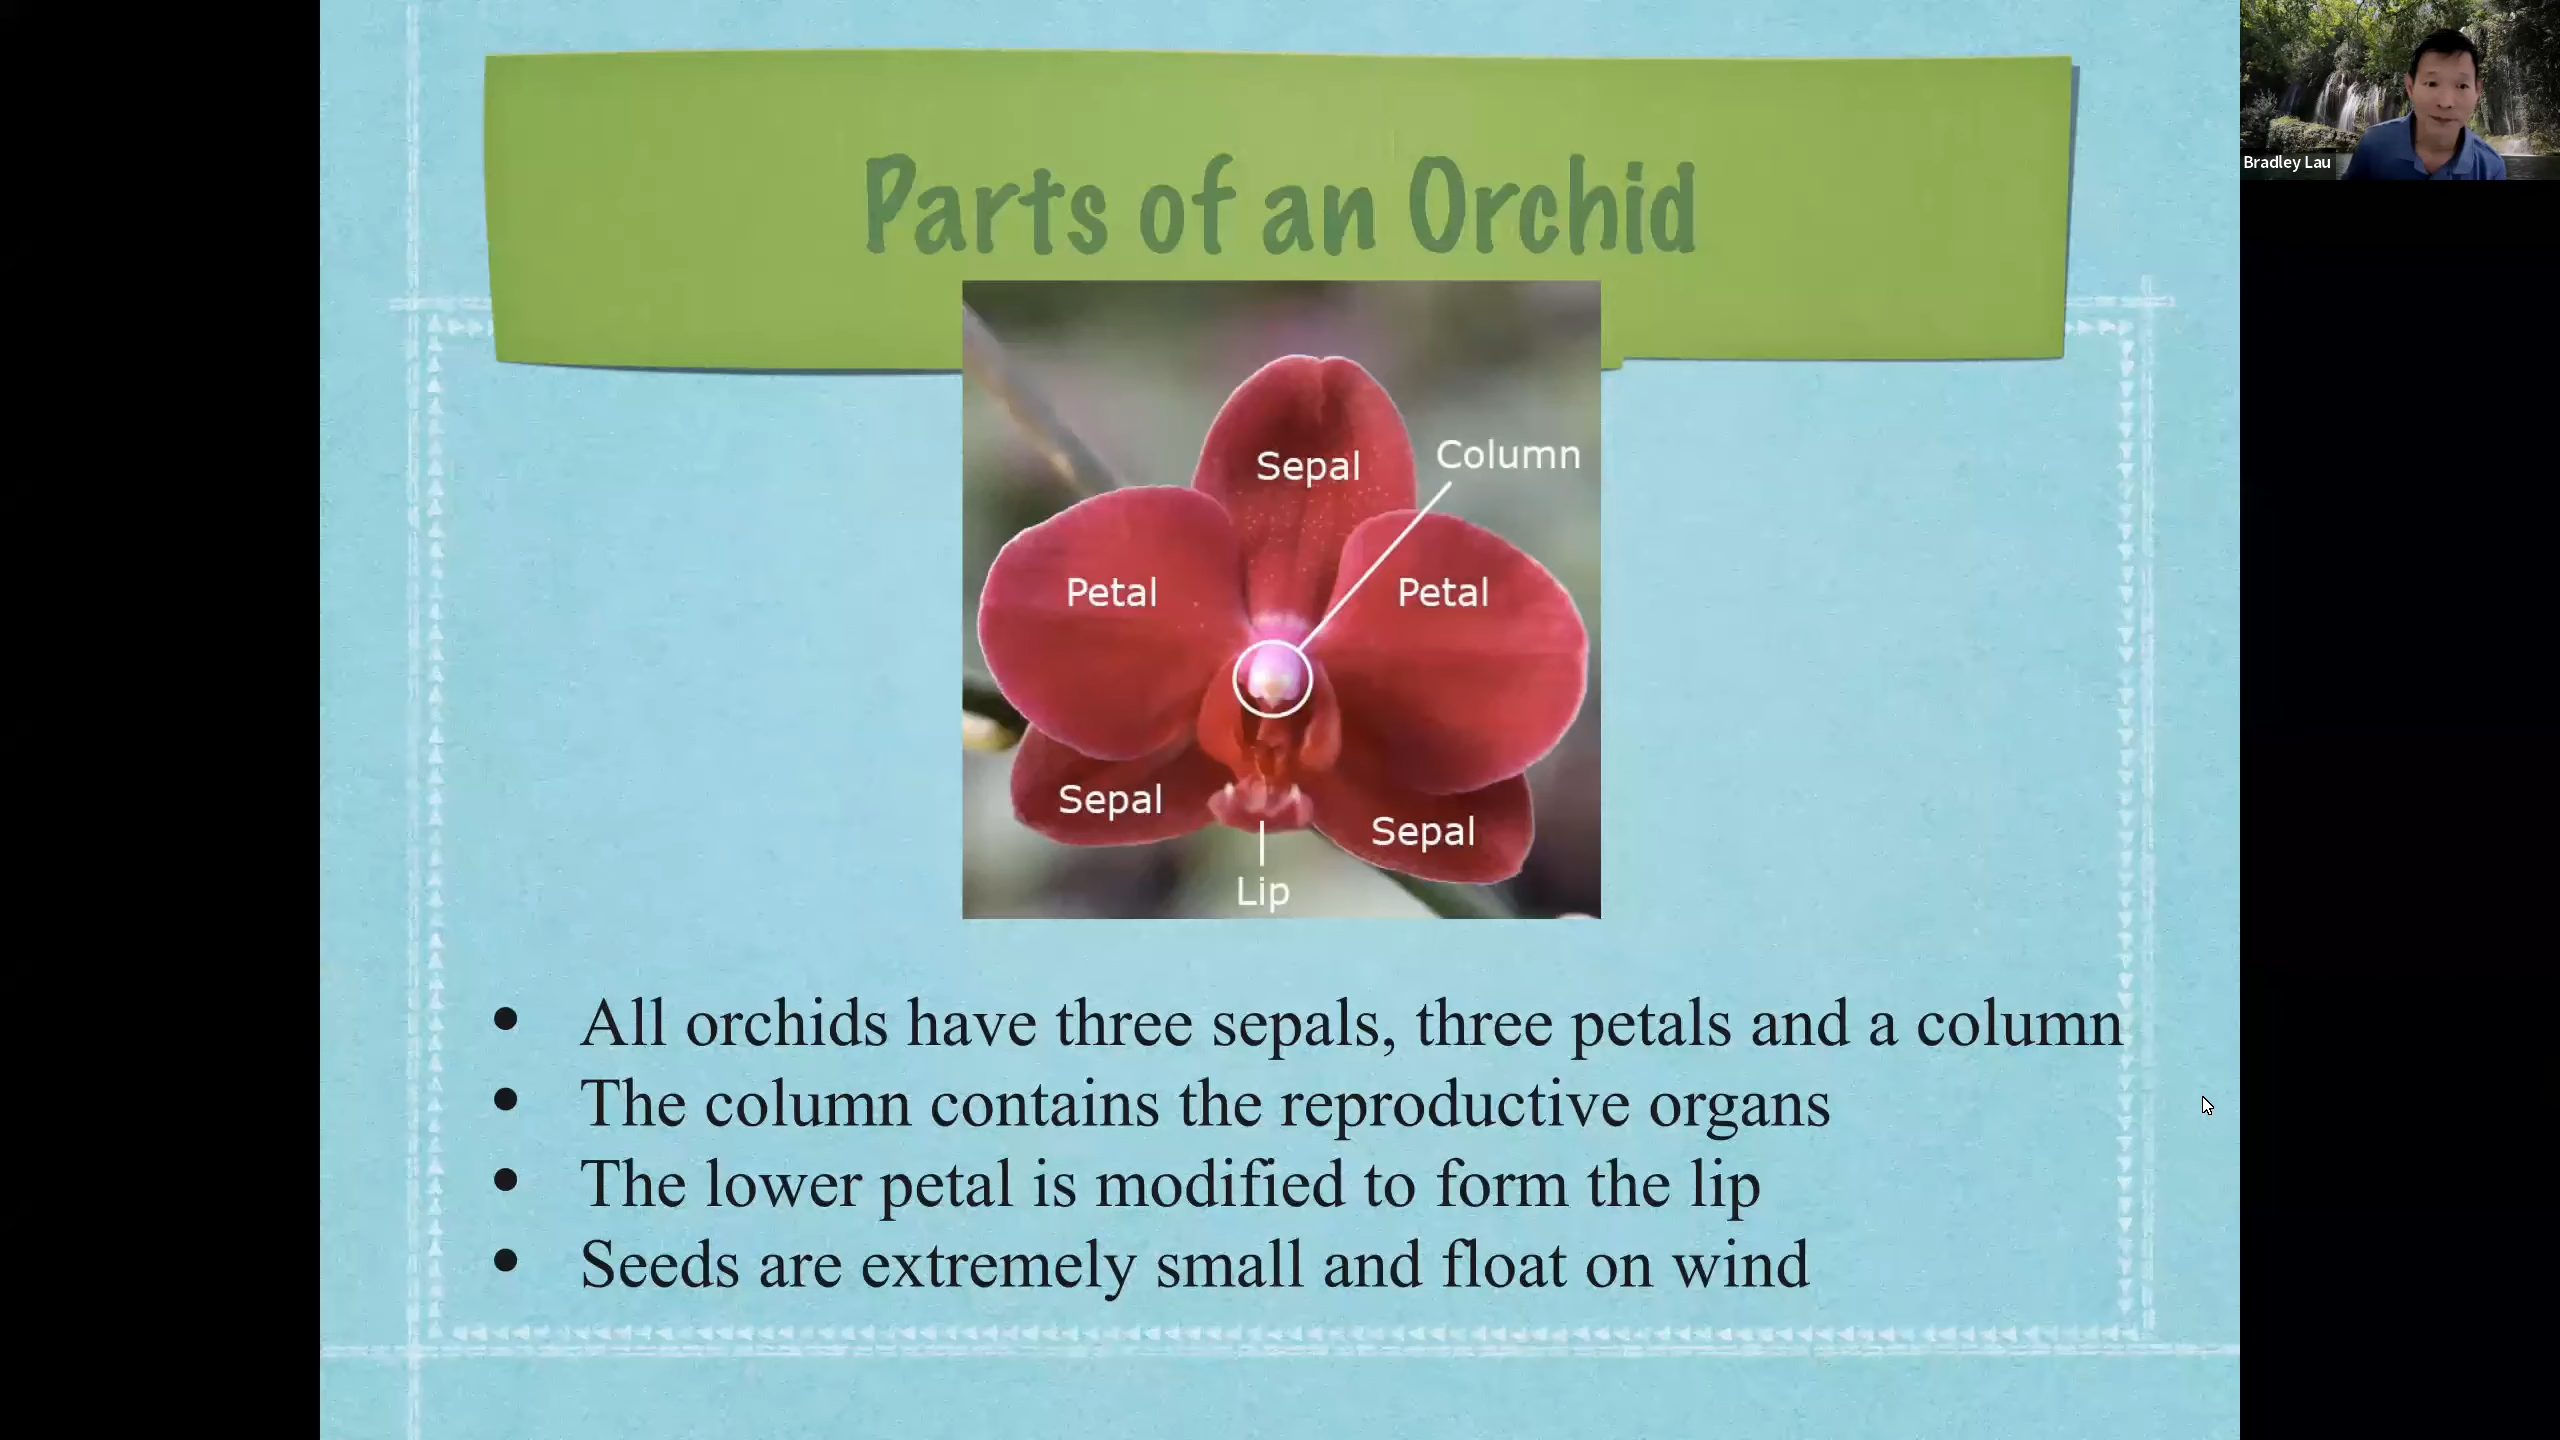 Parts of an Orchid
Bradley Lau
Sepal
Column
Petal
Petal
Sepal
Sepal
Lip
• All orchids have three sepals, three petals and a column
• The column contains the reproductive organs
• The lower petal is modified to form the lip
• Seeds are extremely small and float on wind